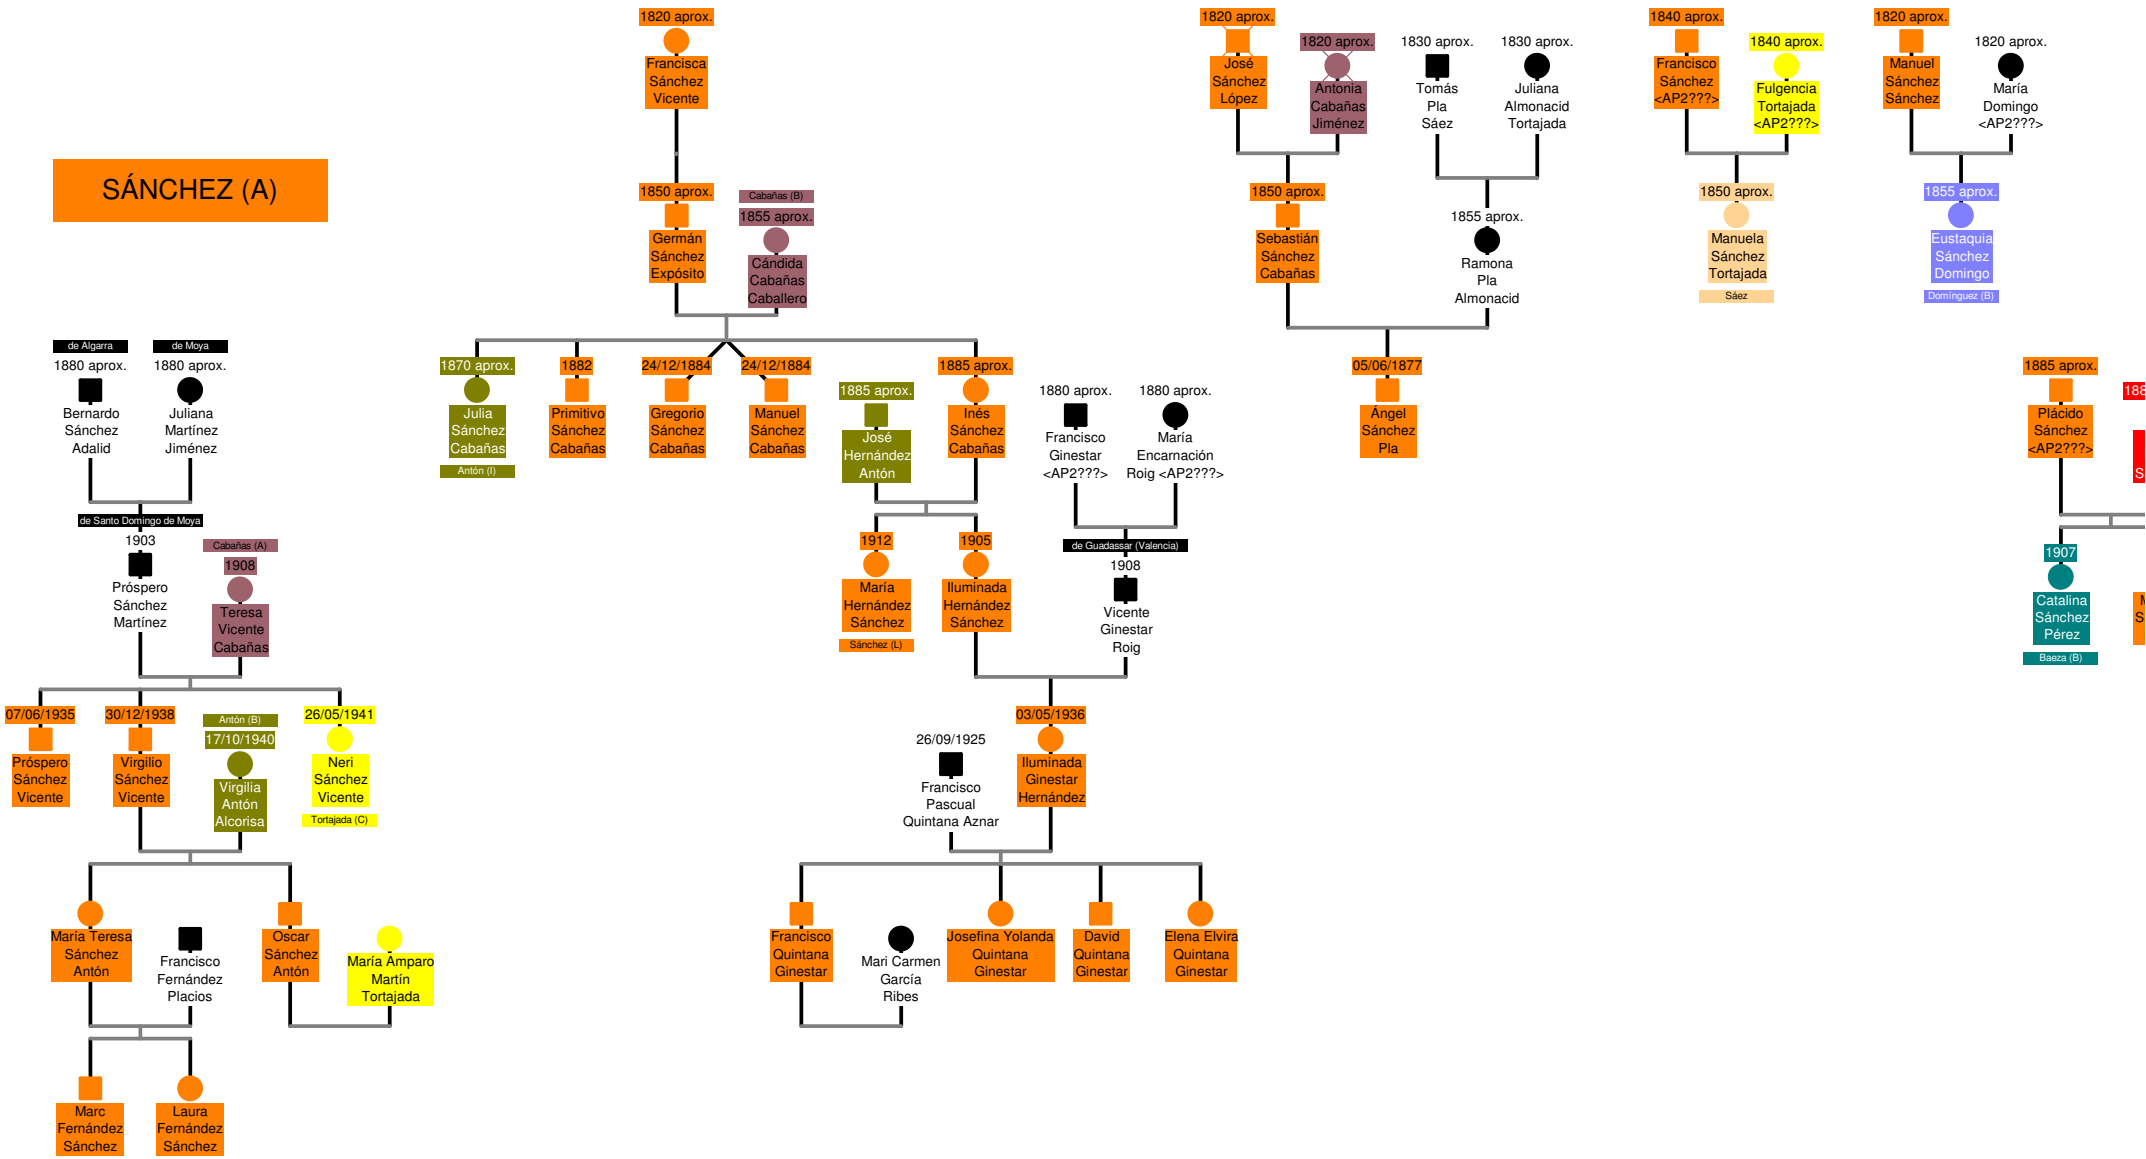 SÁNCHEZ (A)
1820 aprox.
Francisca
Sánchez
Vicente
1850 aprox.
Germán
Sánchez
Expósito
Cabañas (B)
1855 aprox.
Cándida
Cabañas
Caballero
1870 aprox.
Julia
Sánchez
Cabañas
Antón (I)
1882
Primitivo
Sánchez
Cabañas
24/12/1884
Gregorio
Sánchez
Cabañas
24/12/1884
Manuel
Sánchez
Cabañas
1885 aprox.
José
Hernández
Antón
1885 aprox.
Inés
Sánchez
Cabañas
1880 aprox.
Francisco
Ginestar
<AP2???>
1880 aprox.
María
Encarnación
Roig <AP2???>
1912
María
Hernández
Sánchez
Sánchez (L)
1905
Iluminada
Hernández
Sánchez
de Guadassar (Valencia)
1908
Vicente
Ginestar
Roig
26/09/1925
Francisco
Pascual
Quintana Aznar
03/05/1936
Iluminada
Ginestar
Hernández
Francisco
Quintana
Ginestar
Mari Carmen
García
Ribes
Josefina Yolanda
Quintana
Ginestar
David
Quintana
Ginestar
Elena Elvira
Quintana
Ginestar
de Algarra
1880 aprox.
Bernardo
Sánchez
Adalid
de Moya
1880 aprox.
Juliana
Martínez
Jiménez
de Santo Domingo de Moya
1903
Próspero
Sánchez
Martínez
Cabañas (A)
1908
Teresa
Vicente
Cabañas
07/06/1935
Próspero
Sánchez
Vicente
30/12/1938
Virgilio
Sánchez
Vicente
Antón (B)
17/10/1940
Virgilia
Antón
Alcorisa
26/05/1941
Neri
Sánchez
Vicente
Tortajada (C)
María Teresa
Sánchez
Antón
Francisco
Fernández
Placios
Oscar
Sánchez
Antón
María Amparo
Martín
Tortajada
Marc
Fernández
Sánchez
Laura
Fernández
Sánchez
1820 aprox.
José
Sánchez
López
1820 aprox.
Antonia
Cabañas
Jiménez
1830 aprox.
Tomás
Pla
Sáez
1830 aprox.
Juliana
Almonacid
Tortajada
1850 aprox.
Sebastián
Sánchez
Cabañas
1855 aprox.
Ramona
Pla
Almonacid
05/06/1877
Ángel
Sánchez
Pla
1840 aprox.
Francisco
Sánchez
<AP2???>
1840 aprox.
Fulgencia
Tortajada
<AP2???>
1850 aprox.
Manuela
Sánchez
Tortajada
Sáez
1820 aprox.
Manuel
Sánchez
Sánchez
1820 aprox.
María
Domingo
<AP2???>
1855 aprox.
Eustaquia
Sánchez
Domingo
Domínguez (B)
1885 aprox.
Plácido
Sánchez
<AP2???>
1907
Catalina
Sánchez
Pérez
Baeza (B)